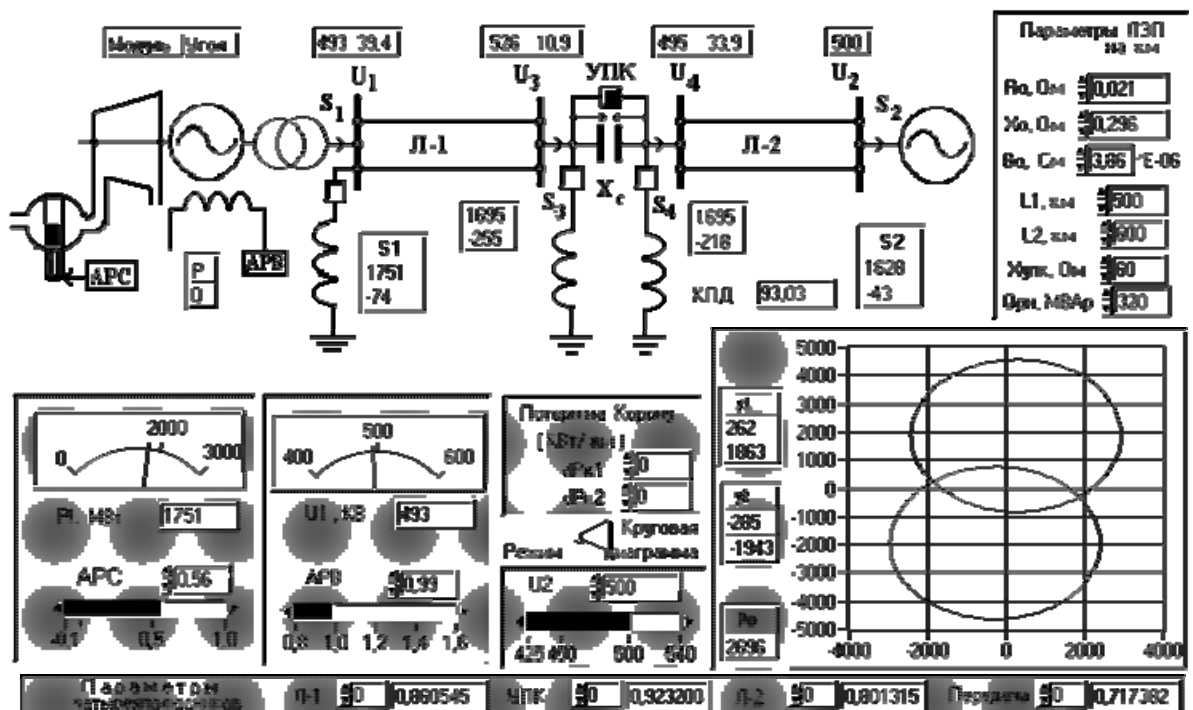 Модуль Угол
493 39.4
526 10.9
495 33.9
500
U1
U3
УПК
U4
U2
S1
Л-1
Xc
Л-2
S2
S3
S4
АРС
АРВ
P
Q
S1
1751
-74
1695
-255
1695
-218
КПД 93,03
S2
1628
-43
Параметры ЛЭП
на км
Ro, Ом 0,021
Xo, Ом 0,296
Bo, См 3,86 *E-06
L1, км 500
L2, км 600
Xупк, Ом 60
Qрн, МВАр 320
0 2000 3000
P1, МВт 1751
АРС 0,56
-0,1 0,5 1,0
400 500 600
U1, КВ 493
АРВ 0,99
0,8 1,0 1,2 1,4 1,6
Потери на Корону
[кВт/км]
dPк1 0
dPк2 0
Режим
Круговая
диаграмма
U2 500
425 450 500 540
262
1863
-285
-1943
2696
5000
4000
3000
2000
1000
0
-1000
-2000
-3000
-4000
-5000
-4000 -2000 0 2000 4000
Параметры
четырехполюсников
Л-1 0 0,860545
УПК 0 0,923200
Л-2 0 0,801315
Передача 0 0,717382